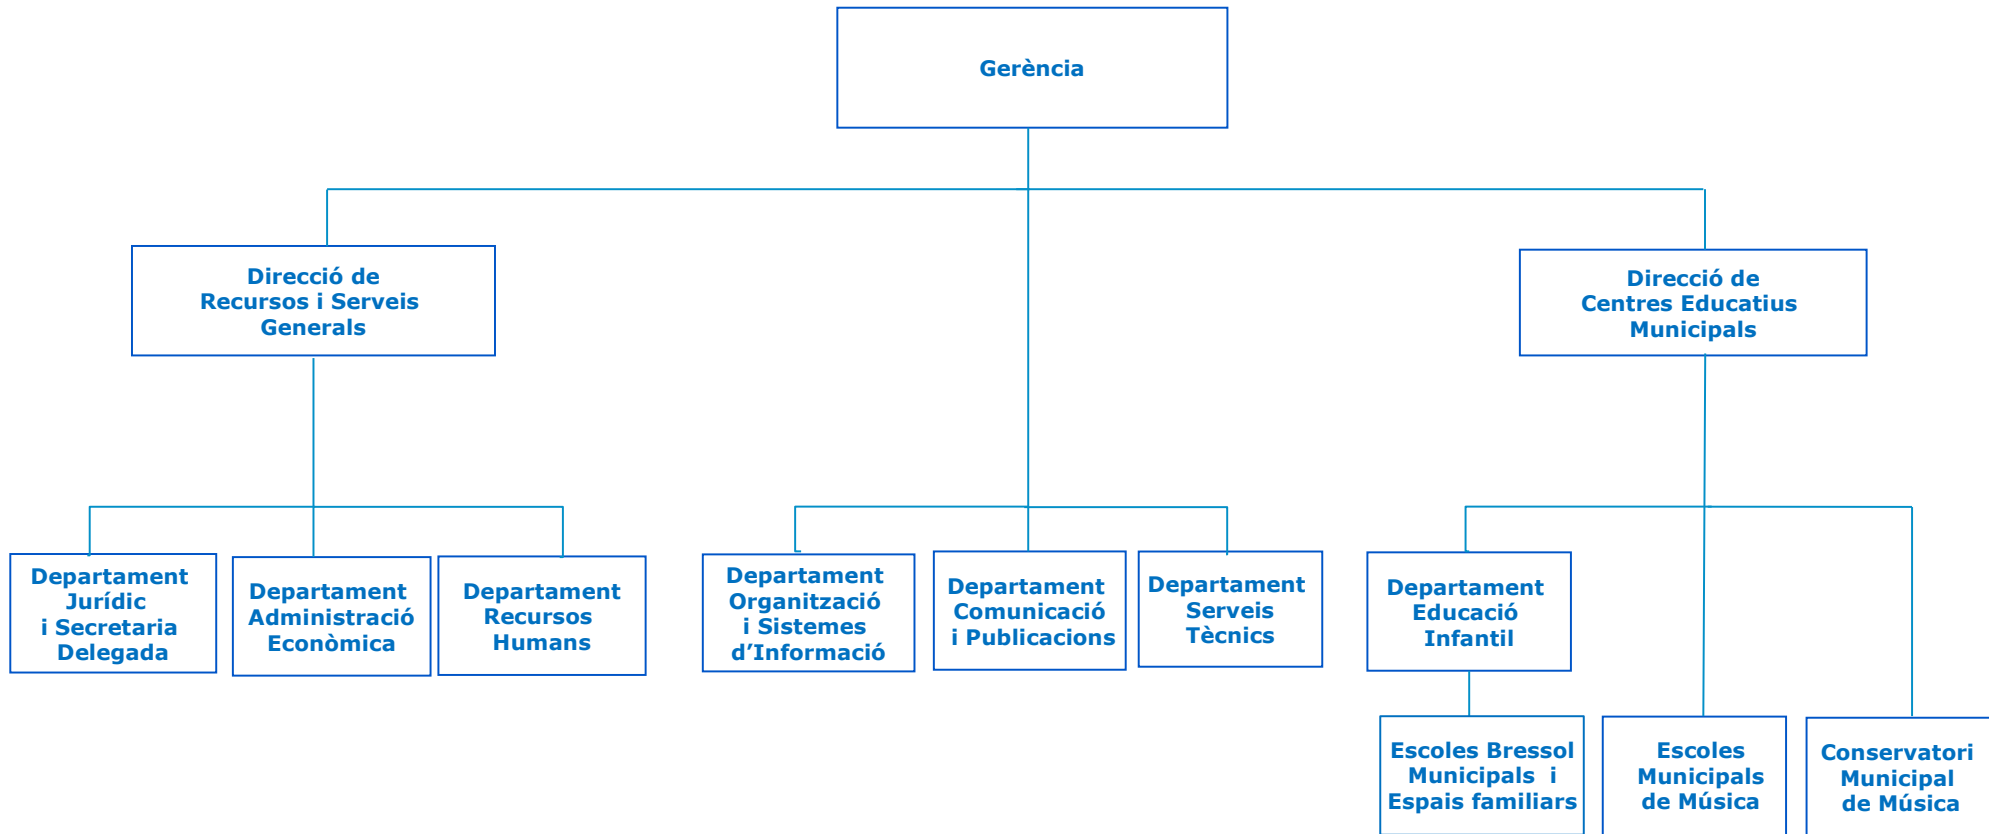 Gerència
Direcció de
Recursos i Serveis
Generals
Direcció de
Centres Educatius
Municipals
Departament
Jurídic
i Secretaria
Delegada
Departament
Administració
Econòmica
Departament
Recursos
Humans
Departament
Organització
i Sistemes
d’Informació
Departament
Comunicació
i Publicacions
Departament
Serveis
Tècnics
Departament
Educació
Infantil
Escoles Bressol
Municipals i
Espais familiars
Escoles
Municipals
de Música
Conservatori
Municipal
de Música